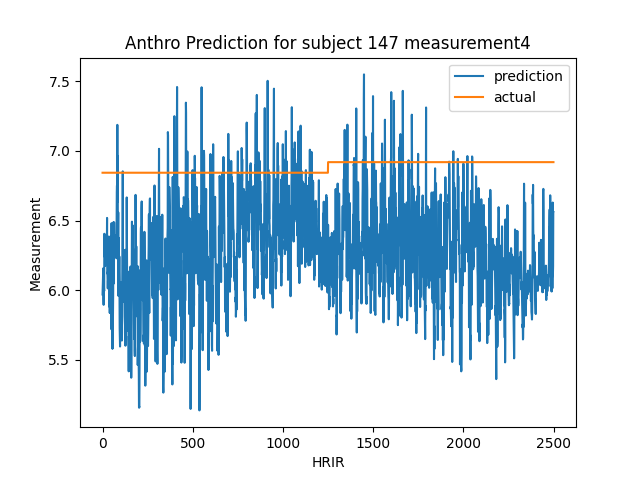 Anthro Prediction for subject 147 measurement4
prediction
actual
7.5
7.0
6.5
6.0
5.5
Measurement
0
500
1000
1500
2000
2500
HRIR